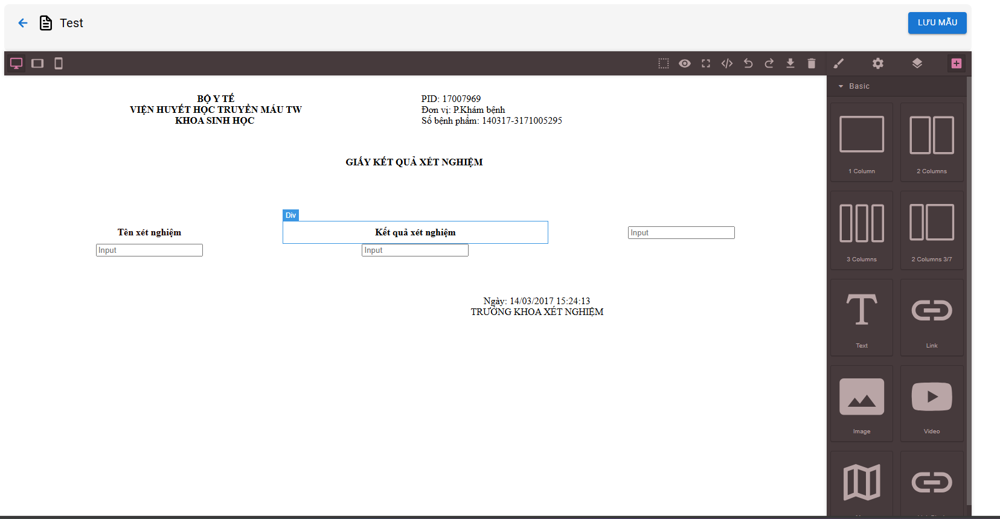 Test
LƯU MẪU
BỘ Y TẾ
VIỆN HUYẾT HỌC TRUYỀN MÁU TW
KHOA SINH HỌC
PID: 17007969
Đơn vị: P.Khám bệnh
Số bệnh phẩm: 140317-3171005295
GIẤY KẾT QUẢ XÉT NGHIỆM
Div
Tên xét nghiệm
Kết quả xét nghiệm
Input
Input
Input
Ngày: 14/03/2017 15:24:13
TRƯỞNG KHOA XÉT NGHIỆM
Basic
1 Column
2 Columns
3 Columns
2 Columns 3/7
Text
Link
Image
Video